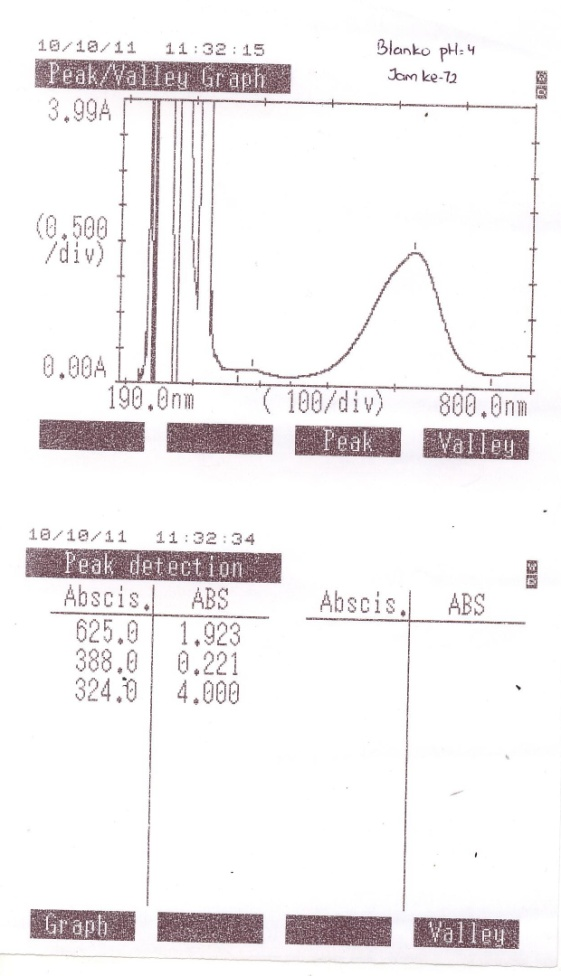 10/10/11 11:32:15
Blanko pH=4
Jam ke-72
Peak/Valley Graph
3.99A
(0.500
/div)
0.00A
190.0nm ( 100/div) 800.0nm
Peak Valley
10/10/11 11:32:34
Peak detection
Abscis. ABS Abscis. ABS
625.0 1.923
388.0 0.221
324.0 4.000
Graph Valley